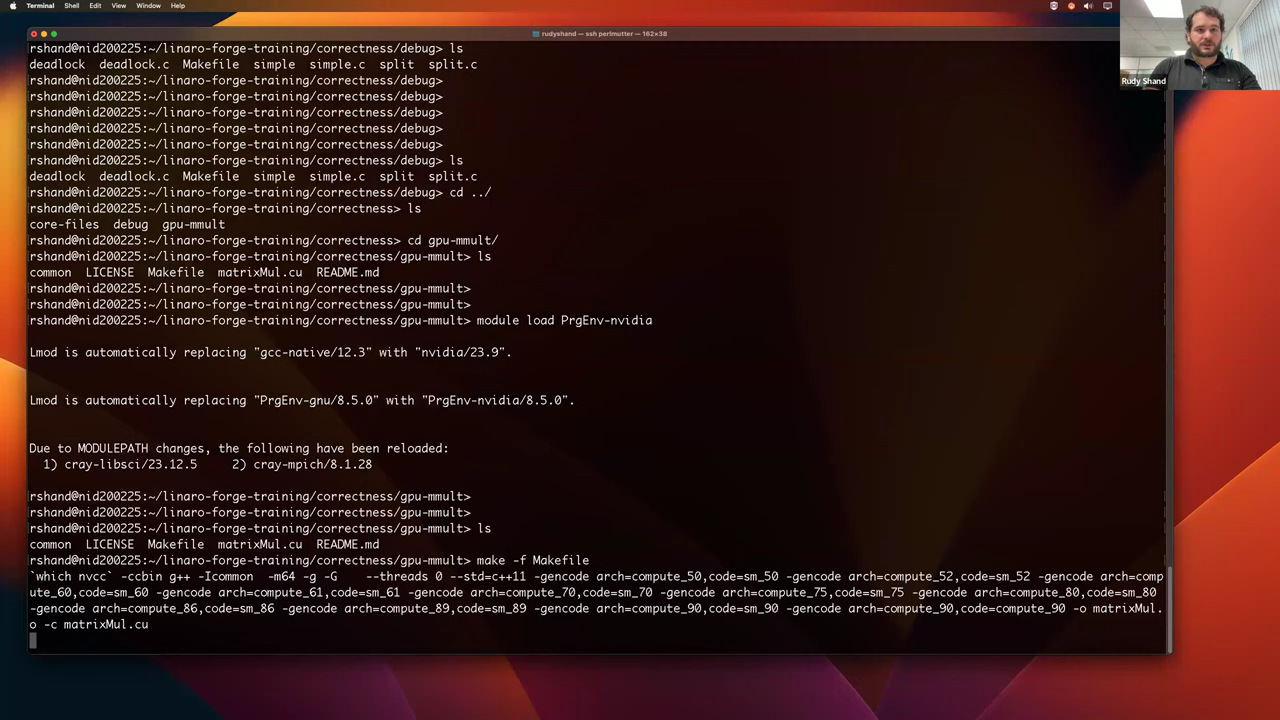 Terminal Shell Edit View Window Help
rudyshand — ssh perlmutter — 162×38
Rudy Shand
rshand@nid200225:~/linaro-forge-training/correctness/debug> ls
deadlock  deadlock.c  Makefile  simple  simple.c  split  split.c
rshand@nid200225:~/linaro-forge-training/correctness/debug>
rshand@nid200225:~/linaro-forge-training/correctness/debug>
rshand@nid200225:~/linaro-forge-training/correctness/debug>
rshand@nid200225:~/linaro-forge-training/correctness/debug>
rshand@nid200225:~/linaro-forge-training/correctness/debug>
rshand@nid200225:~/linaro-forge-training/correctness/debug> ls
deadlock  deadlock.c  Makefile  simple  simple.c  split  split.c
rshand@nid200225:~/linaro-forge-training/correctness/debug> cd ../
rshand@nid200225:~/linaro-forge-training/correctness> ls
core-files  debug  gpu-mmult
rshand@nid200225:~/linaro-forge-training/correctness> cd gpu-mmult/
rshand@nid200225:~/linaro-forge-training/correctness/gpu-mmult> ls
common  LICENSE  Makefile  matrixMul.cu  README.md
rshand@nid200225:~/linaro-forge-training/correctness/gpu-mmult>
rshand@nid200225:~/linaro-forge-training/correctness/gpu-mmult>
rshand@nid200225:~/linaro-forge-training/correctness/gpu-mmult> module load PrgEnv-nvidia
Lmod is automatically replacing "gcc-native/12.3" with "nvidia/23.9".
Lmod is automatically replacing "PrgEnv-gnu/8.5.0" with "PrgEnv-nvidia/8.5.0".
Due to MODULEPATH changes, the following have been reloaded:
1) cray-libsci/23.12.5     2) cray-mpich/8.1.28
rshand@nid200225:~/linaro-forge-training/correctness/gpu-mmult>
rshand@nid200225:~/linaro-forge-training/correctness/gpu-mmult>
rshand@nid200225:~/linaro-forge-training/correctness/gpu-mmult> ls
common  LICENSE  Makefile  matrixMul.cu  README.md
rshand@nid200225:~/linaro-forge-training/correctness/gpu-mmult> make -f Makefile
`which nvcc` -ccbin g++ -Icommon  -m64 -g -G    --threads 0 --std=c++11 -gencode arch=compute_50,code=sm_50 -gencode arch=compute_52,code=sm_52 -gencode arch=comp
ute_60,code=sm_60 -gencode arch=compute_61,code=sm_61 -gencode arch=compute_70,code=sm_70 -gencode arch=compute_75,code=sm_75 -gencode arch=compute_80,code=sm_80
-gencode arch=compute_86,code=sm_86 -gencode arch=compute_89,code=sm_89 -gencode arch=compute_90,code=sm_90 -gencode arch=compute_90,code=compute_90 -o matrixMul.
o -c matrixMul.cu